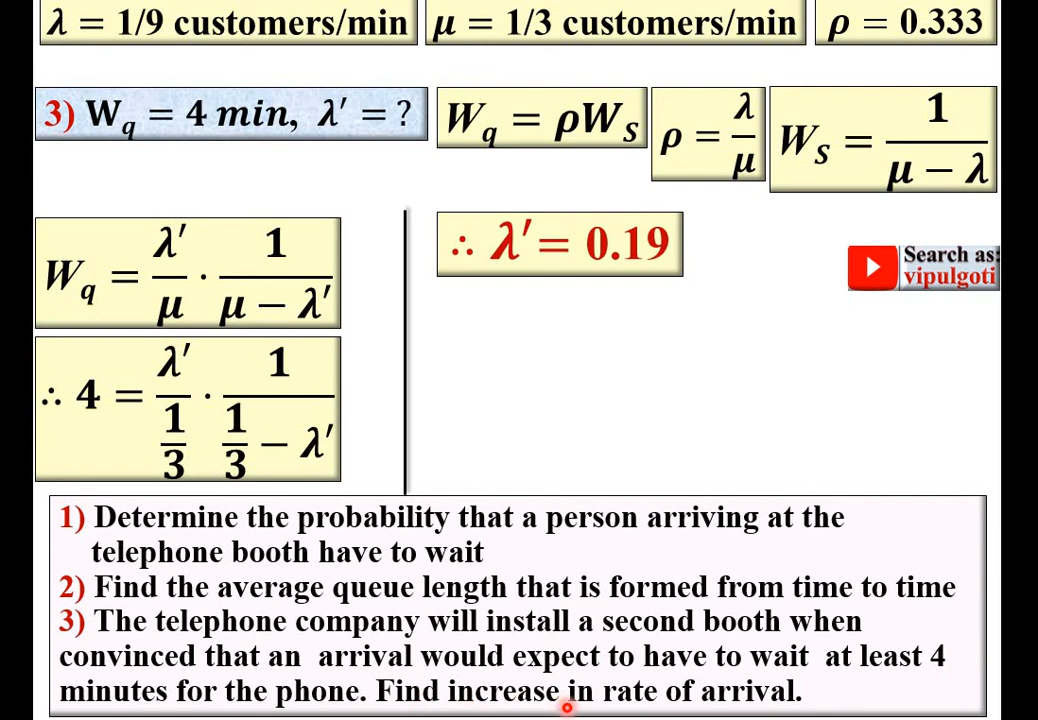 λ = 1/9 customers/min μ = 1/3 customers/min ρ = 0.333
3) W_q = 4 min, λ′ = ? W_q = ρW_S ρ = λ/μ W_S = 1/(μ − λ)
W_q = λ′/μ · 1/(μ − λ′)
∴ λ′ = 0.19
Search as:
vipulgoti
∴ 4 = λ′/(1/3) · 1/(1/3 − λ′)
1) Determine the probability that a person arriving at the
telephone booth have to wait
2) Find the average queue length that is formed from time to time
3) The telephone company will install a second booth when
convinced that an arrival would expect to have to wait at least 4
minutes for the phone. Find increase in rate of arrival.